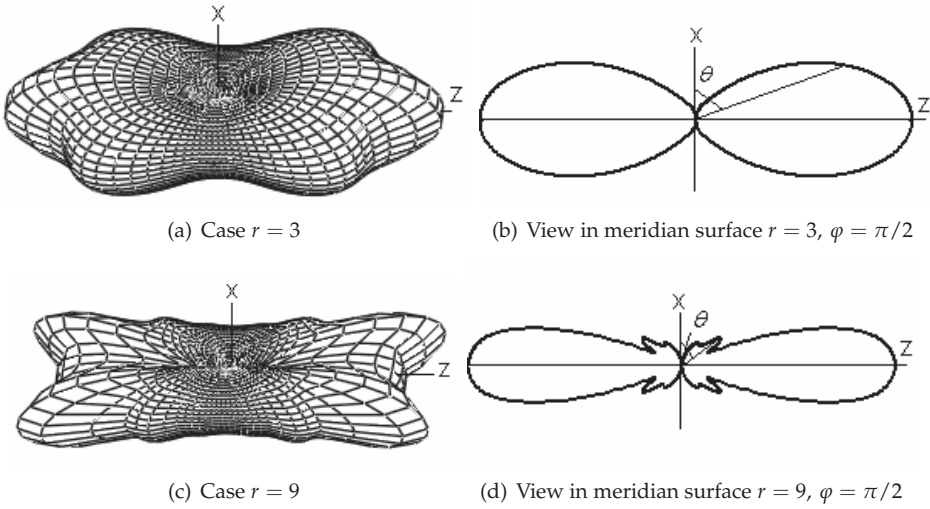 X
Z
X
θ
Z
(a) Case r = 3
(b) View in meridian surface r = 3, φ = π/2
X
Z
X
θ
Z
(c) Case r = 9
(d) View in meridian surface r = 9, φ = π/2